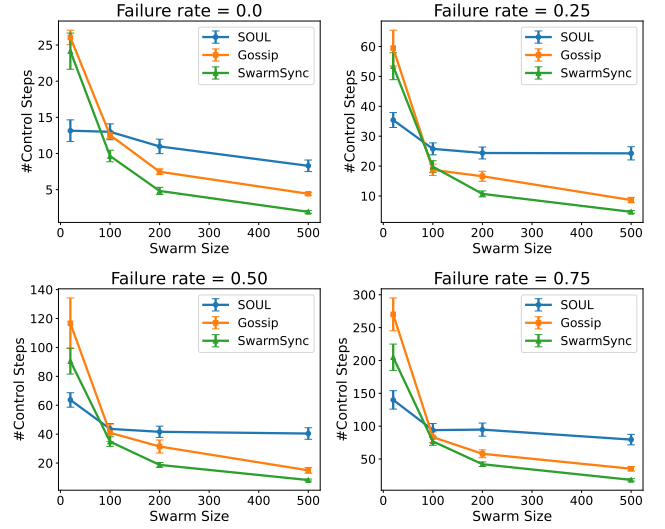 Failure rate = 0.0
#Control Steps
25
20
15
10
5
0 100 200 300 400 500
Swarm Size
SOUL
Gossip
SwarmSync
Failure rate = 0.25
#Control Steps
60
50
40
30
20
10
0 100 200 300 400 500
Swarm Size
SOUL
Gossip
SwarmSync
Failure rate = 0.50
#Control Steps
140
120
100
80
60
40
20
0 100 200 300 400 500
Swarm Size
SOUL
Gossip
SwarmSync
Failure rate = 0.75
#Control Steps
300
250
200
150
100
50
0 100 200 300 400 500
Swarm Size
SOUL
Gossip
SwarmSync